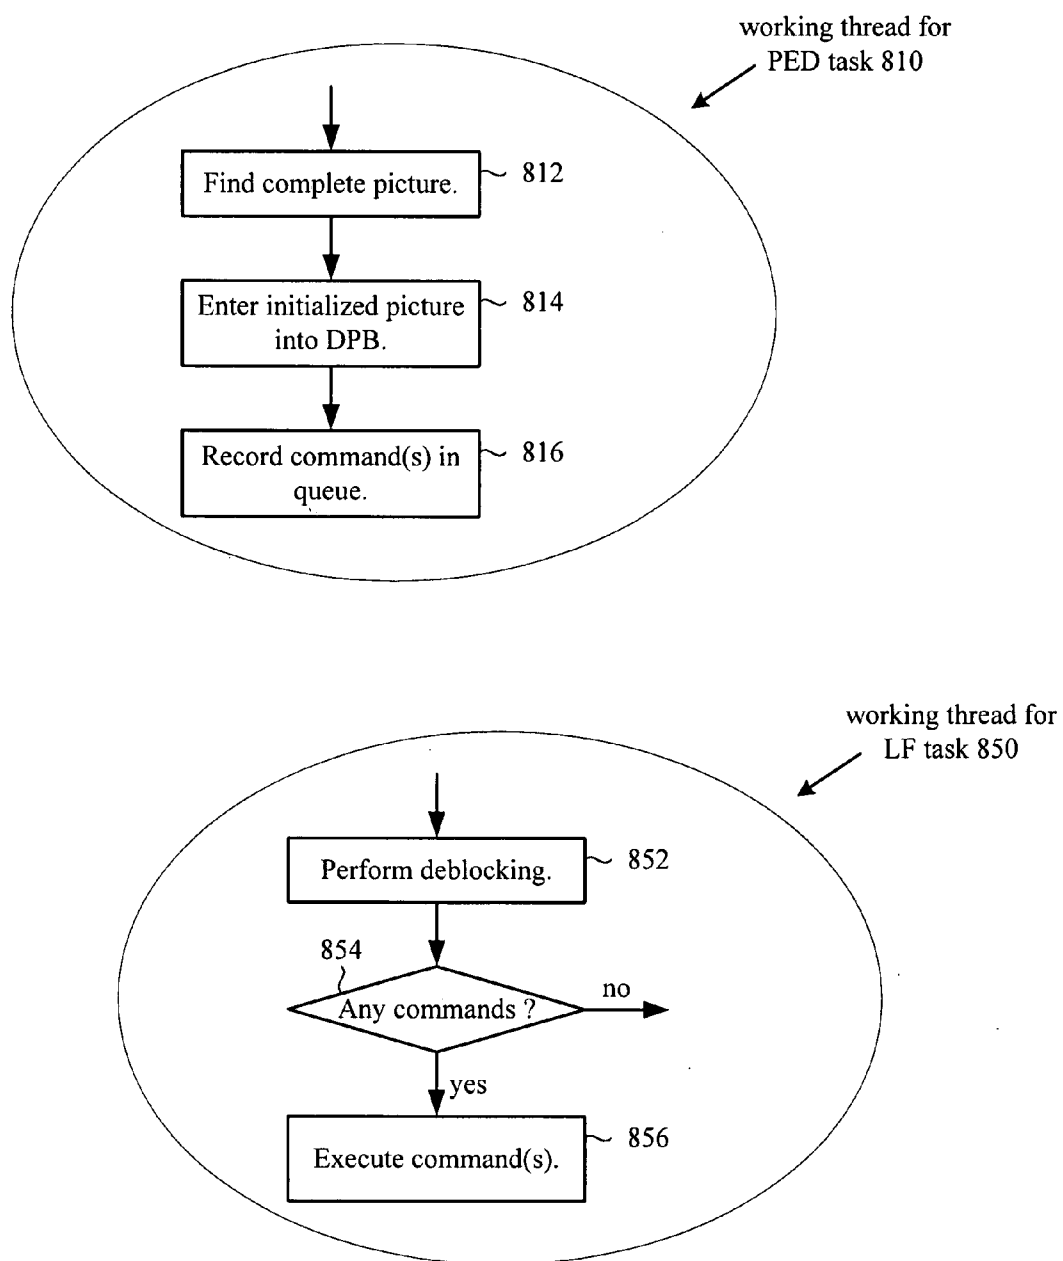 working thread for
PED task 810
Find complete picture.
812
Enter initialized picture
into DPB.
814
Record command(s) in
queue.
816
working thread for
LF task 850
Perform deblocking.
852
854
Any commands ?
no
yes
Execute command(s).
856